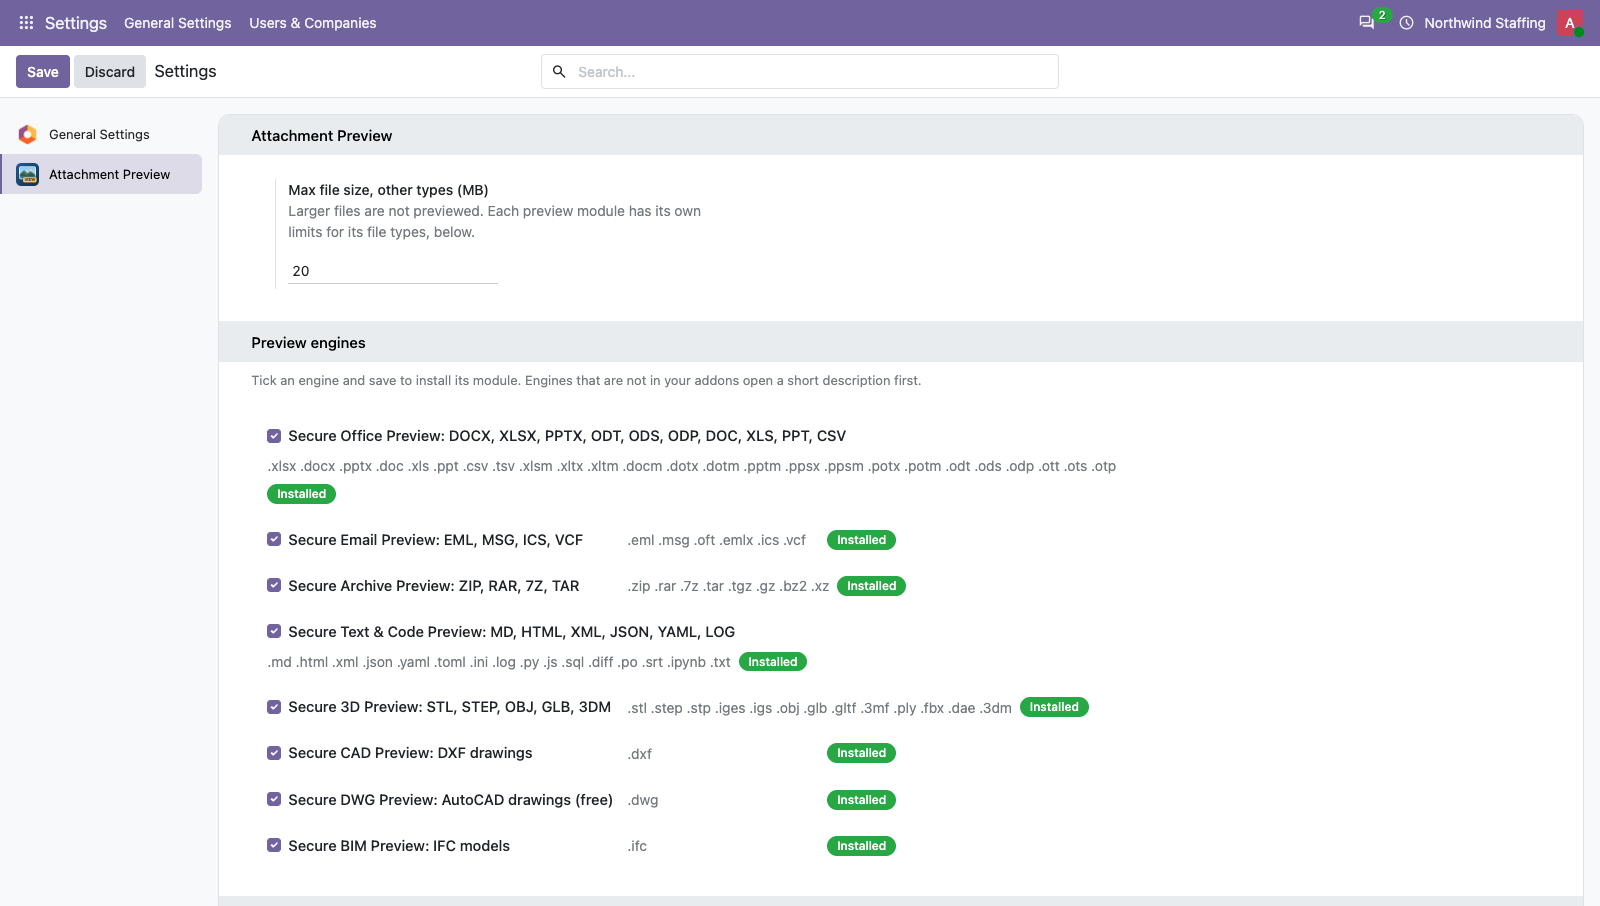 Settings General Settings Users & Companies 2 Northwind Staffing A
Save Discard Settings Search...
General Settings
Attachment Preview
Attachment Preview
Max file size, other types (MB)
Larger files are not previewed. Each preview module has its own
limits for its file types, below.
20
Preview engines
Tick an engine and save to install its module. Engines that are not in your addons open a short description first.
Secure Office Preview: DOCX, XLSX, PPTX, ODT, ODS, ODP, DOC, XLS, PPT, CSV
.xlsx .docx .pptx .doc .xls .ppt .csv .tsv .xlsm .xltx .xltm .docm .dotx .dotm .pptm .ppsx .ppsm .potx .potm .odt .ods .odp .ott .ots .otp
Installed
Secure Email Preview: EML, MSG, ICS, VCF .eml .msg .oft .emlx .ics .vcf Installed
Secure Archive Preview: ZIP, RAR, 7Z, TAR .zip .rar .7z .tar .tgz .gz .bz2 .xz Installed
Secure Text & Code Preview: MD, HTML, XML, JSON, YAML, LOG
.md .html .xml .json .yaml .toml .ini .log .py .js .sql .diff .po .srt .ipynb .txt Installed
Secure 3D Preview: STL, STEP, OBJ, GLB, 3DM .stl .step .stp .iges .igs .obj .glb .gltf .3mf .ply .fbx .dae .3dm Installed
Secure CAD Preview: DXF drawings .dxf Installed
Secure DWG Preview: AutoCAD drawings (free) .dwg Installed
Secure BIM Preview: IFC models .ifc Installed